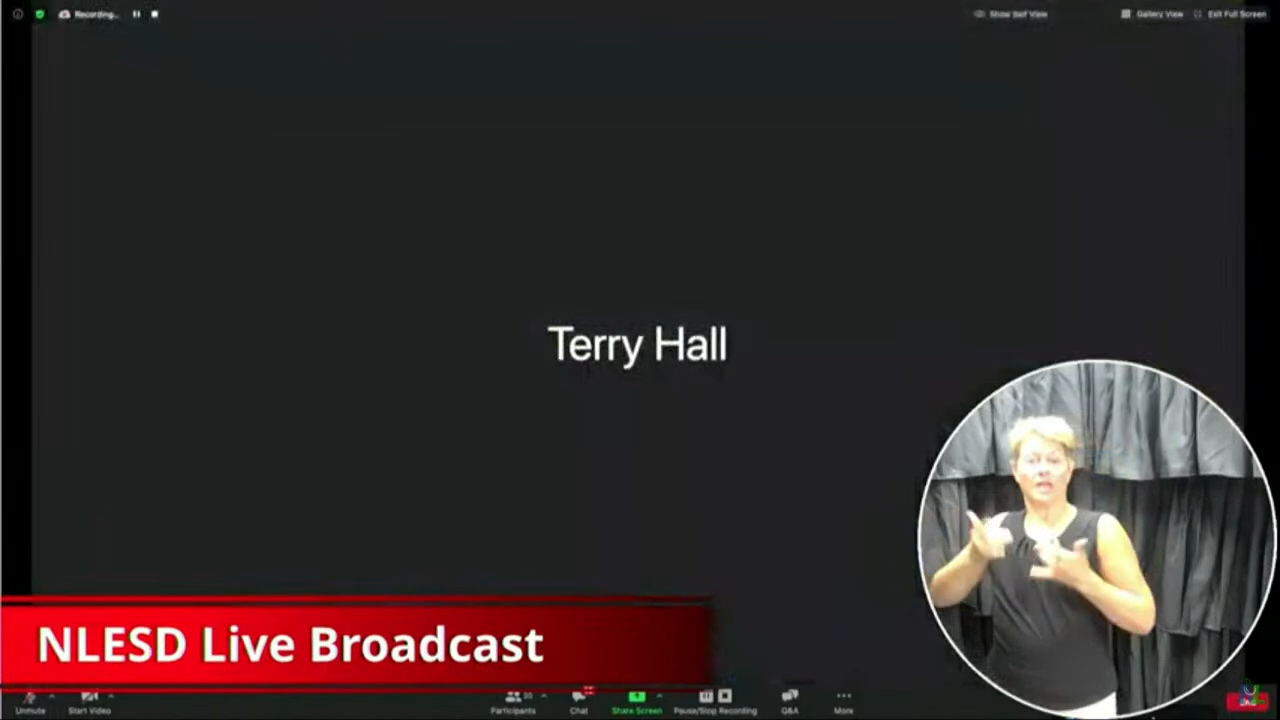 Recording...
Show Self View
Gallery View
Exit Full Screen
Terry Hall
NLESD Live Broadcast
Unmute
Start Video
Participants
Chat
Share Screen
Pause/Stop Recording
Q&A
More